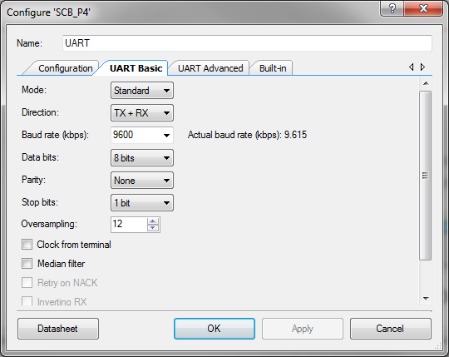 Configure 'SCB_P4'
Name: UART
Configuration UART Basic UART Advanced Built-in
Mode: Standard
Direction: TX + RX
Baud rate (kbps): 9600 Actual baud rate (kbps): 9.615
Data bits: 8 bits
Parity: None
Stop bits: 1 bit
Oversampling: 12
Clock from terminal
Median filter
Retry on NACK
Inverting RX
Datasheet OK Apply Cancel